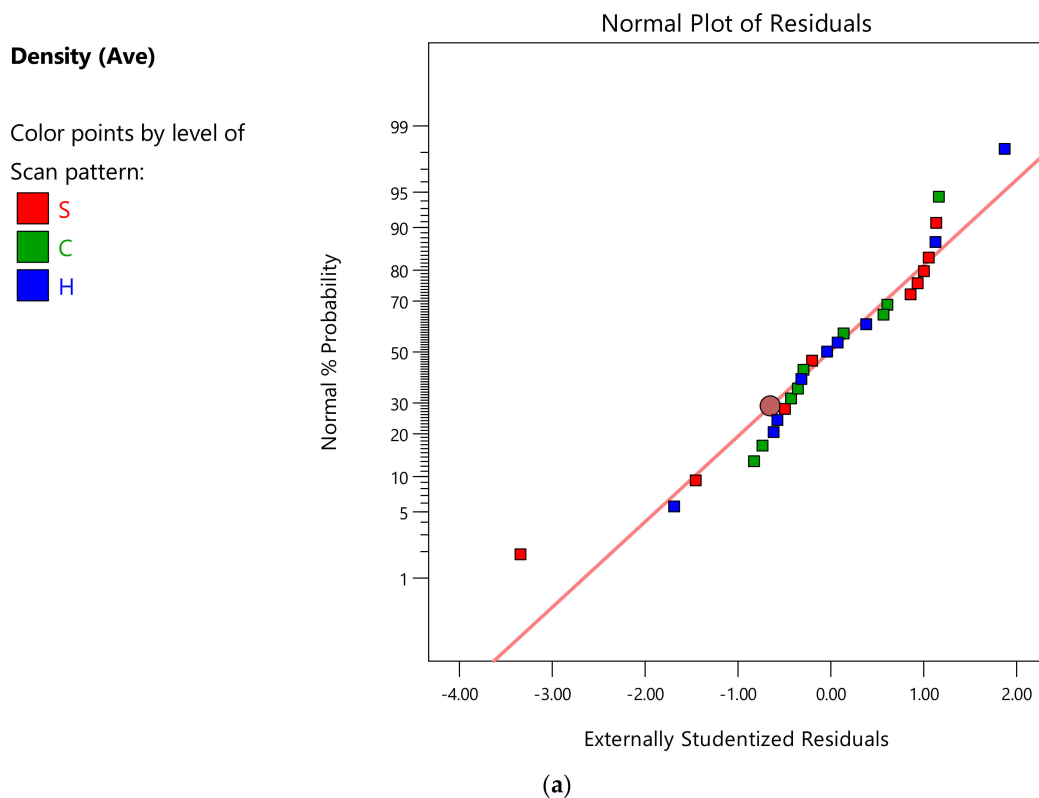 Normal Plot of Residuals
Density (Ave)
Color points by level of
Scan pattern:
S
C
H
Normal % Probability
99
95
90
80
70
50
30
20
10
5
1
-4.00 -3.00 -2.00 -1.00 0.00 1.00 2.00
Externally Studentized Residuals
(a)